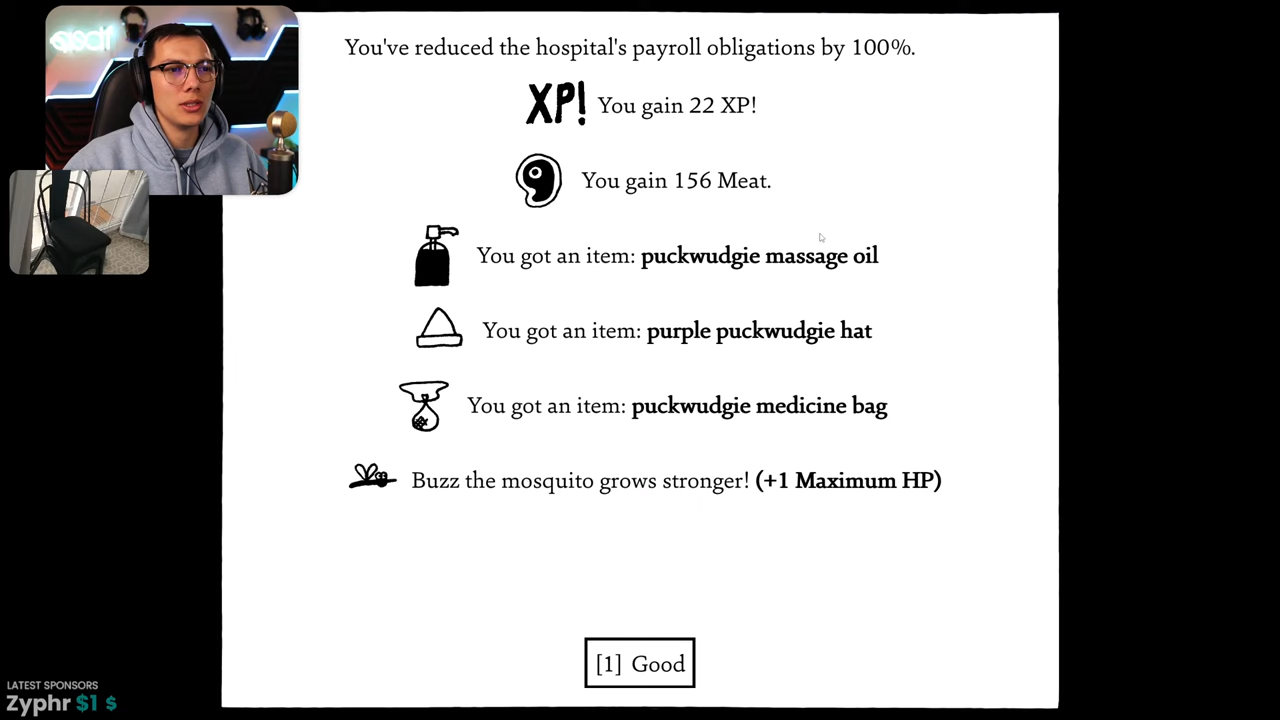 You've reduced the hospital's payroll obligations by 100%.
XP! You gain 22 XP!
You gain 156 Meat.
You got an item: puckwudgie massage oil
You got an item: purple puckwudgie hat
You got an item: puckwudgie medicine bag
Buzz the mosquito grows stronger! (+1 Maximum HP)
[1] Good
LATEST SPONSORS
Zyphr $1 $